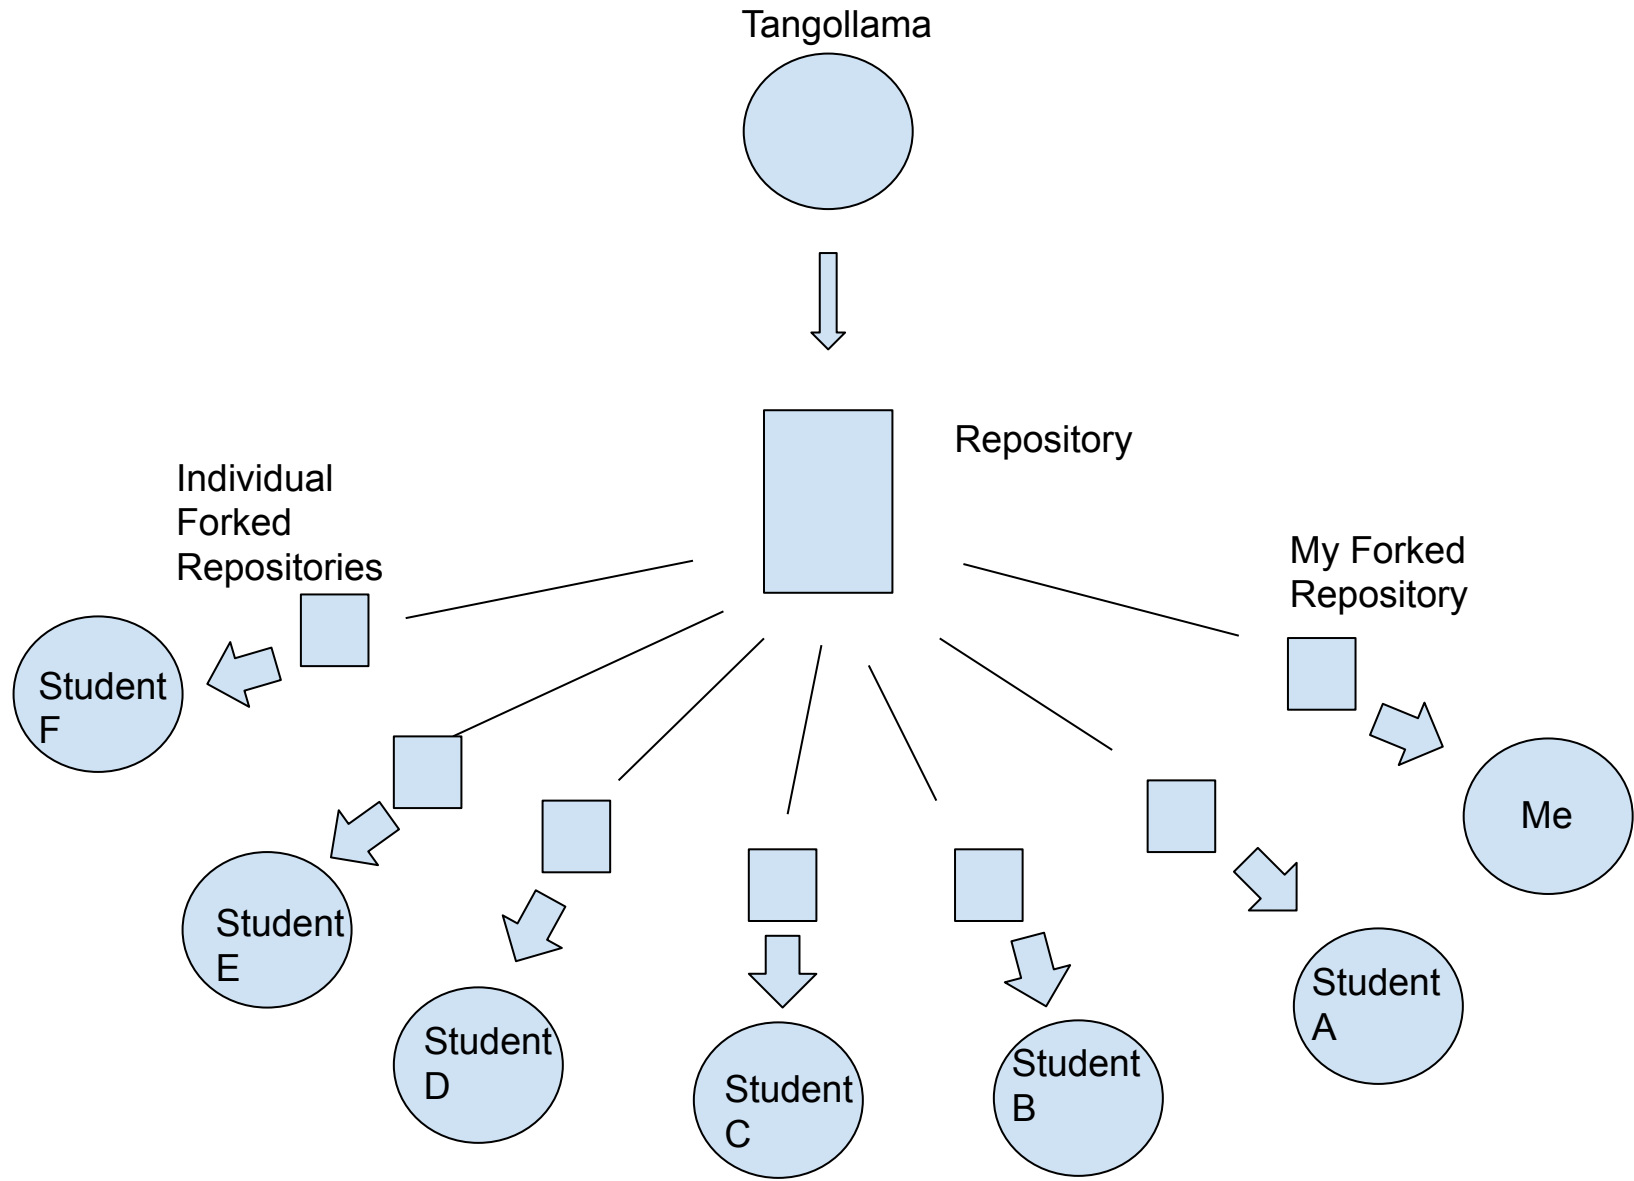 Tangollama
Repository
Individual
Forked
Repositories
My Forked
Repository
Student
F
Me
Student
E
Student
A
Student
D
Student
B
Student
C